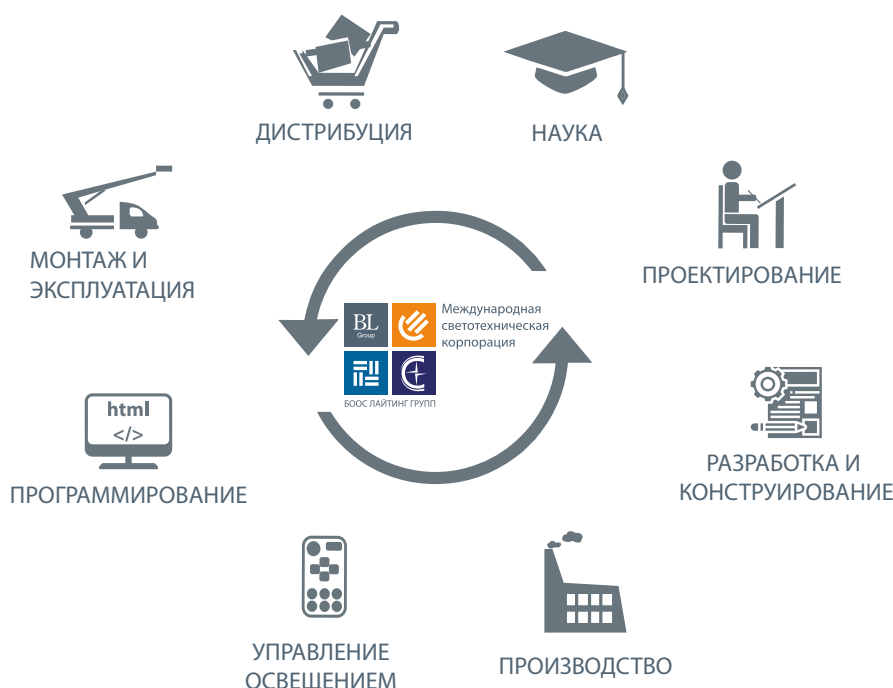 ДИСТРИБУЦИЯ
НАУКА
МОНТАЖ И
ЭКСПЛУАТАЦИЯ
ПРОЕКТИРОВАНИЕ
BL
Group
Международная
светотехническая
корпорация
БООС ЛАЙТИНГ ГРУПП
html
</>
ПРОГРАММИРОВАНИЕ
РАЗРАБОТКА И
КОНСТРУИРОВАНИЕ
УПРАВЛЕНИЕ
ОСВЕЩЕНИЕМ
ПРОИЗВОДСТВО